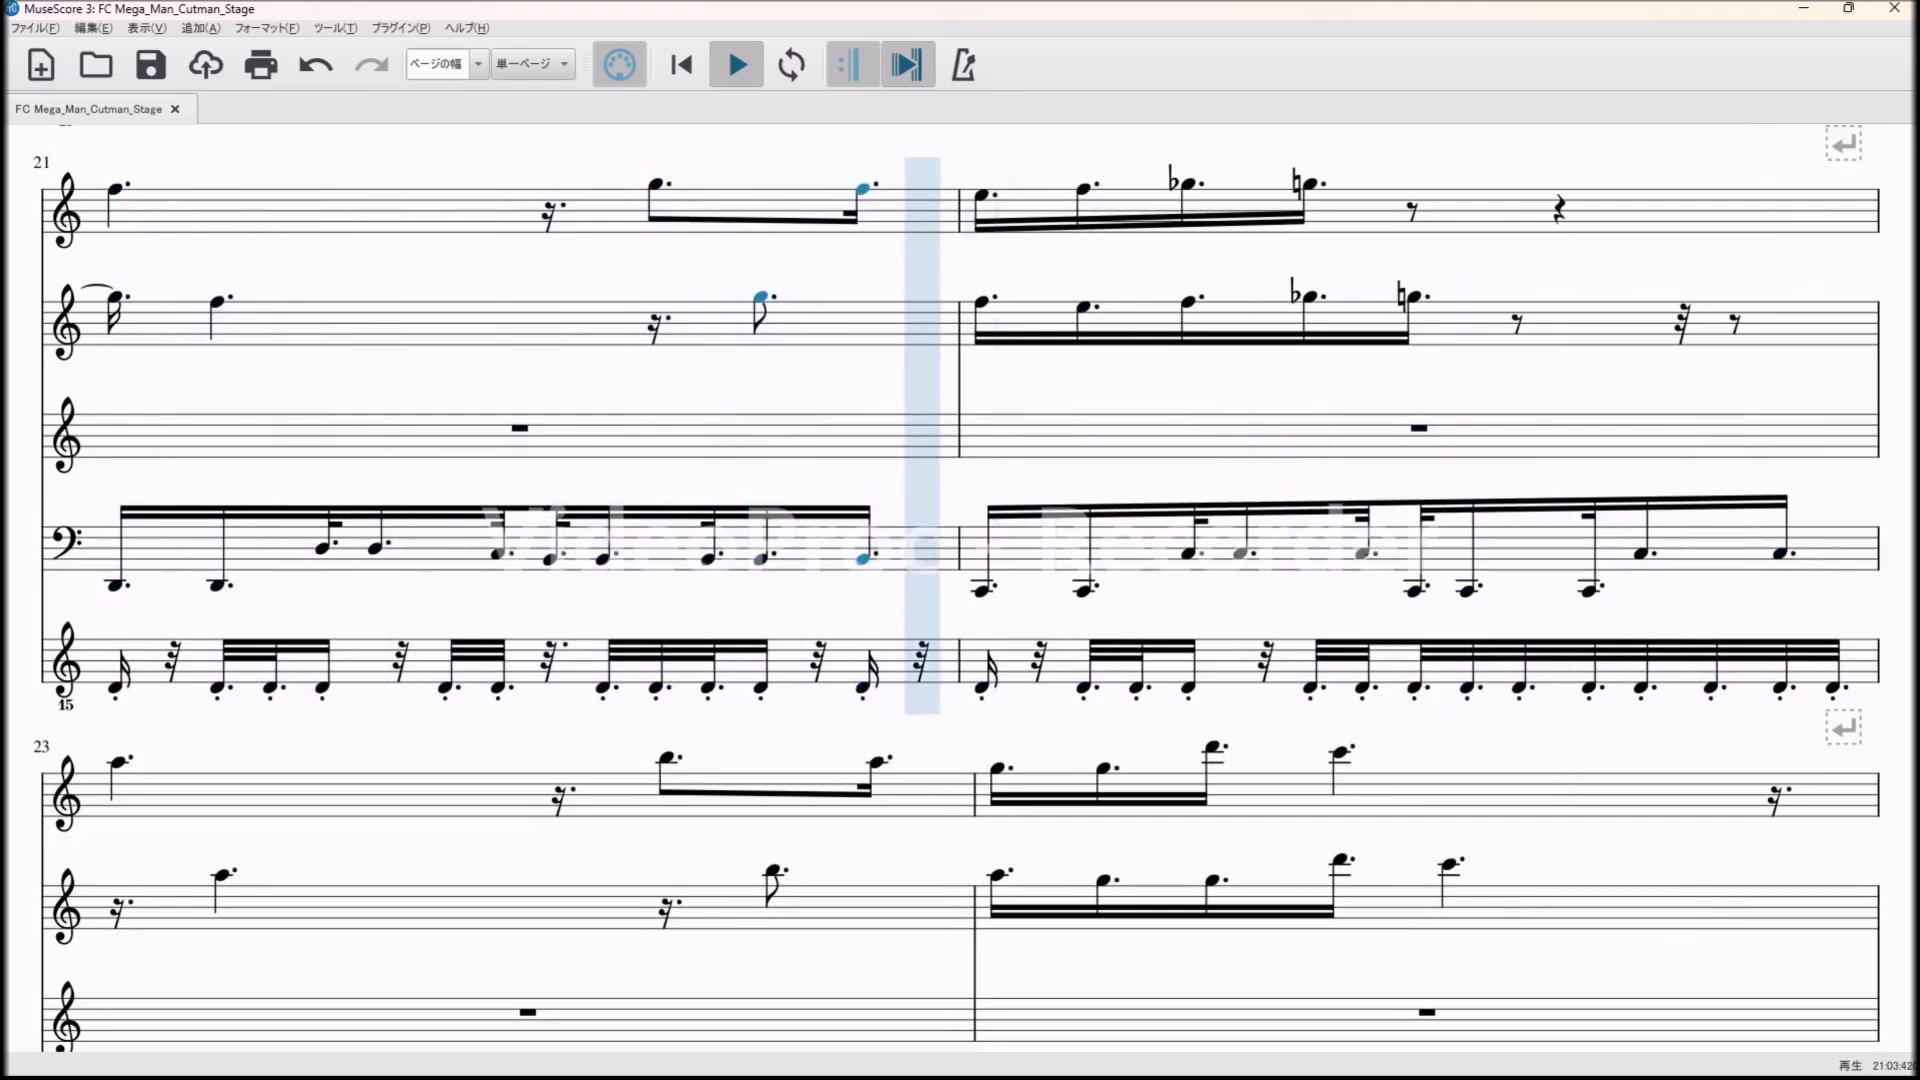 MuseScore 3: FC Mega_Man_Cutman_Stage
ファイル(F) 編集(E) 表示(V) 追加(A) フォーマット(F) ツール(T) プラグイン(P) ヘルプ(H)
ページの幅 単一ページ
FC Mega_Man_Cutman_Stage
21
15
23
再生 21:03:42